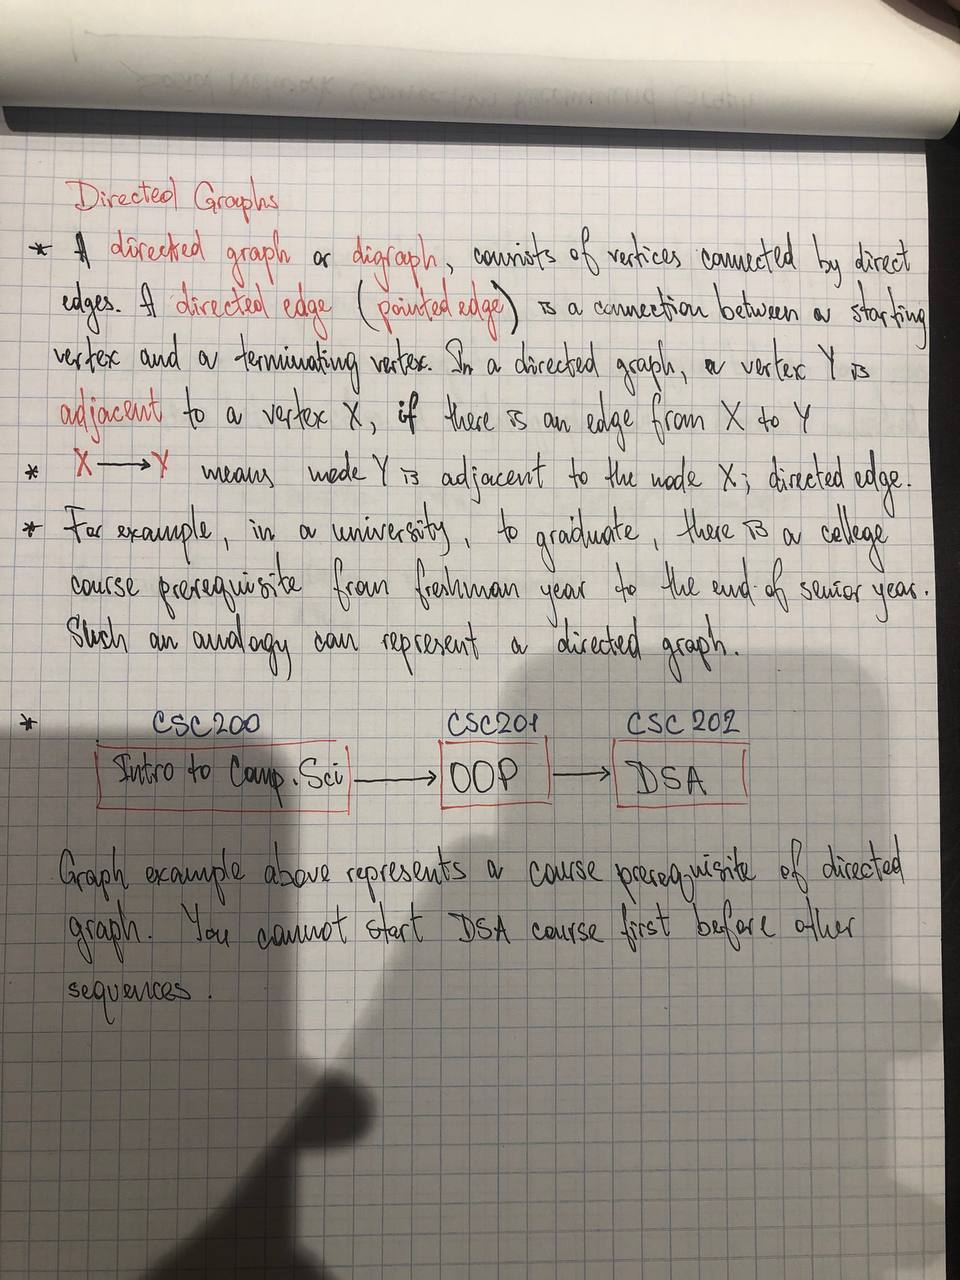 Directed Graphs
* A directed graph or digraph, consists of vertices connected by direct
edges. A directed edge (pointed edge) is a connection between a starting
vertex and a terminating vertex. In a directed graph, a vertex Y is
adjacent to a vertex X, if there is an edge from X to Y
* X → Y means node Y is adjacent to the node X; directed edge.
* For example, in a university, to graduate, there is a college
course prerequisite from freshman year to the end of senior year.
Such an analogy can represent a directed graph.
* CSC200 CSC201 CSC202
Intro to Comp. Sci → OOP → DSA
Graph example above represents a course prerequisite of directed
graph. You cannot start DSA course first before other
sequences.